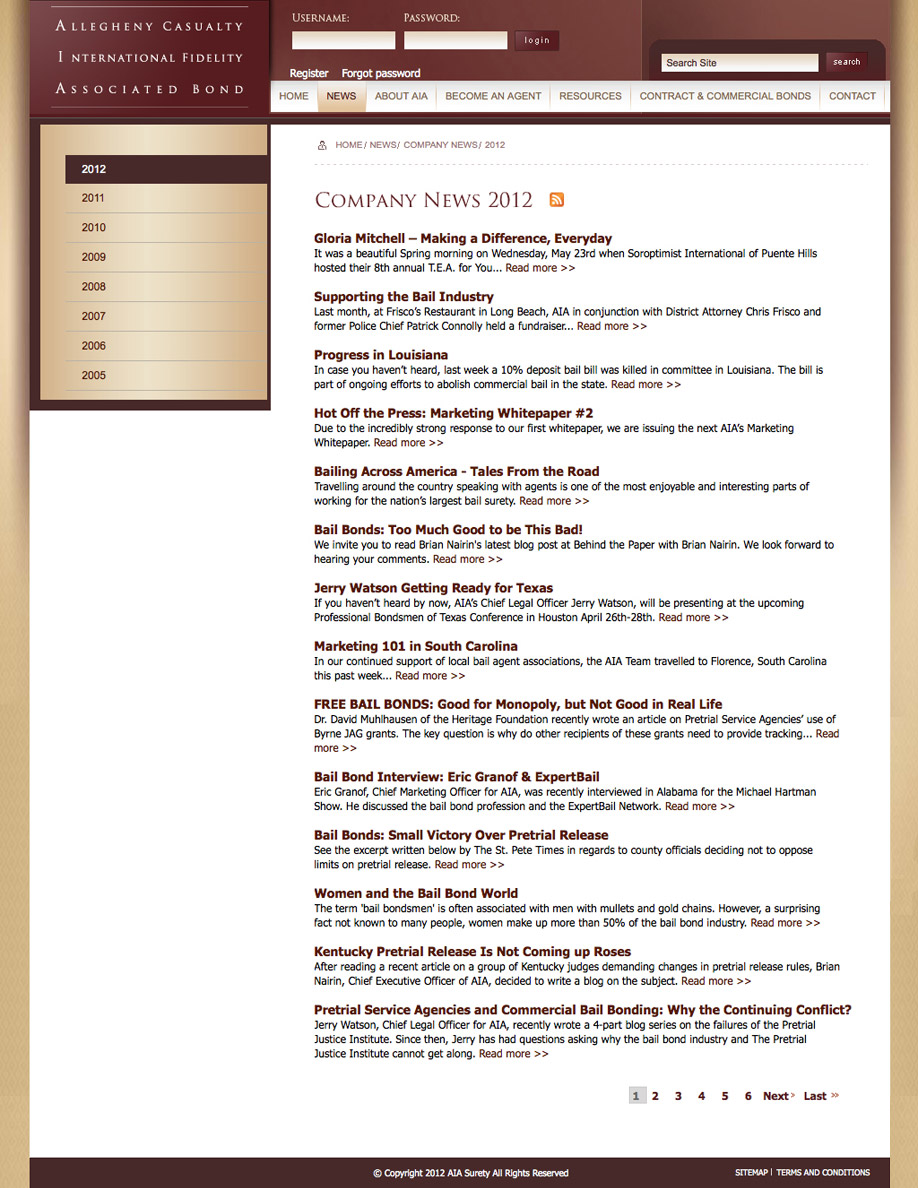 Allegheny Casualty
International Fidelity
Associated Bond
Username: Password:
login
Register Forgot password
Search Site search
HOME NEWS ABOUT AIA BECOME AN AGENT RESOURCES CONTRACT & COMMERCIAL BONDS CONTACT
2012
2011
2010
2009
2008
2007
2006
2005
HOME/ NEWS/ COMPANY NEWS/ 2012
Company News 2012
Gloria Mitchell – Making a Difference, Everyday
It was a beautiful Spring morning on Wednesday, May 23rd when Soroptimist International of Puente Hills
hosted their 8th annual T.E.A. for You... Read more >>
Supporting the Bail Industry
Last month, at Frisco’s Restaurant in Long Beach, AIA in conjunction with District Attorney Chris Frisco and
former Police Chief Patrick Connolly held a fundraiser... Read more >>
Progress in Louisiana
In case you haven’t heard, last week a 10% deposit bail bill was killed in committee in Louisiana. The bill is
part of ongoing efforts to abolish commercial bail in the state. Read more >>
Hot Off the Press: Marketing Whitepaper #2
Due to the incredibly strong response to our first whitepaper, we are issuing the next AIA’s Marketing
Whitepaper. Read more >>
Bailing Across America - Tales From the Road
Travelling around the country speaking with agents is one of the most enjoyable and interesting parts of
working for the nation’s largest bail surety. Read more >>
Bail Bonds: Too Much Good to be This Bad!
We invite you to read Brian Nairin's latest blog post at Behind the Paper with Brian Nairin. We look forward to
hearing your comments. Read more >>
Jerry Watson Getting Ready for Texas
If you haven’t heard by now, AIA’s Chief Legal Officer Jerry Watson, will be presenting at the upcoming
Professional Bondsmen of Texas Conference in Houston April 26th-28th. Read more >>
Marketing 101 in South Carolina
In our continued support of local bail agent associations, the AIA Team travelled to Florence, South Carolina
this past week... Read more >>
FREE BAIL BONDS: Good for Monopoly, but Not Good in Real Life
Dr. David Muhlhausen of the Heritage Foundation recently wrote an article on Pretrial Service Agencies’ use of
Byrne JAG grants. The key question is why do other recipients of these grants need to provide tracking... Read
more >>
Bail Bond Interview: Eric Granof & ExpertBail
Eric Granof, Chief Marketing Officer for AIA, was recently interviewed in Alabama for the Michael Hartman
Show. He discussed the bail bond profession and the ExpertBail Network. Read more >>
Bail Bonds: Small Victory Over Pretrial Release
See the excerpt written below by The St. Pete Times in regards to county officials deciding not to oppose
limits on pretrial release. Read more >>
Women and the Bail Bond World
The term 'bail bondsmen' is often associated with men with mullets and gold chains. However, a surprising
fact not known to many people, women make up more than 50% of the bail bond industry. Read more >>
Kentucky Pretrial Release Is Not Coming up Roses
After reading a recent article on a group of Kentucky judges demanding changes in pretrial release rules, Brian
Nairin, Chief Executive Officer of AIA, decided to write a blog on the subject. Read more >>
Pretrial Service Agencies and Commercial Bail Bonding: Why the Continuing Conflict?
Jerry Watson, Chief Legal Officer for AIA, recently wrote a 4-part blog series on the failures of the Pretrial
Justice Institute. Since then, Jerry has had questions asking why the bail bond industry and The Pretrial
Justice Institute cannot get along. Read more >>
1 2 3 4 5 6 Next > Last >>
© Copyright 2012 AIA Surety All Rights Reserved
SITEMAP | TERMS AND CONDITIONS